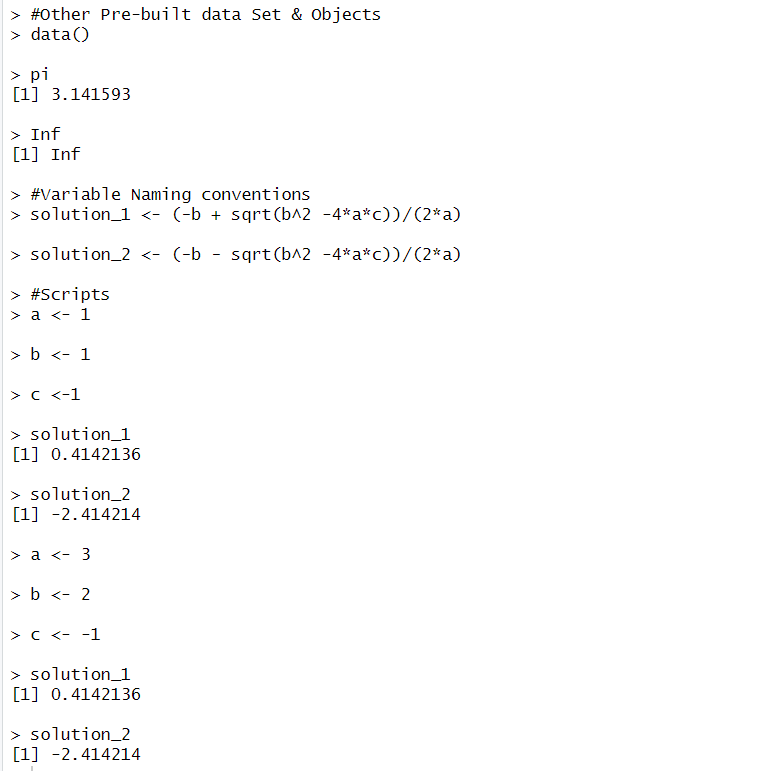 > #Other Pre-built data Set & Objects
> data()
> pi
[1] 3.141593
> Inf
[1] Inf
> #Variable Naming conventions
> solution_1 <- (-b + sqrt(b^2 -4*a*c))/(2*a)
> solution_2 <- (-b - sqrt(b^2 -4*a*c))/(2*a)
> #Scripts
> a <- 1
> b <- 1
> c <-1
> solution_1
[1] 0.4142136
> solution_2
[1] -2.414214
> a <- 3
> b <- 2
> c <- -1
> solution_1
[1] 0.4142136
> solution_2
[1] -2.414214